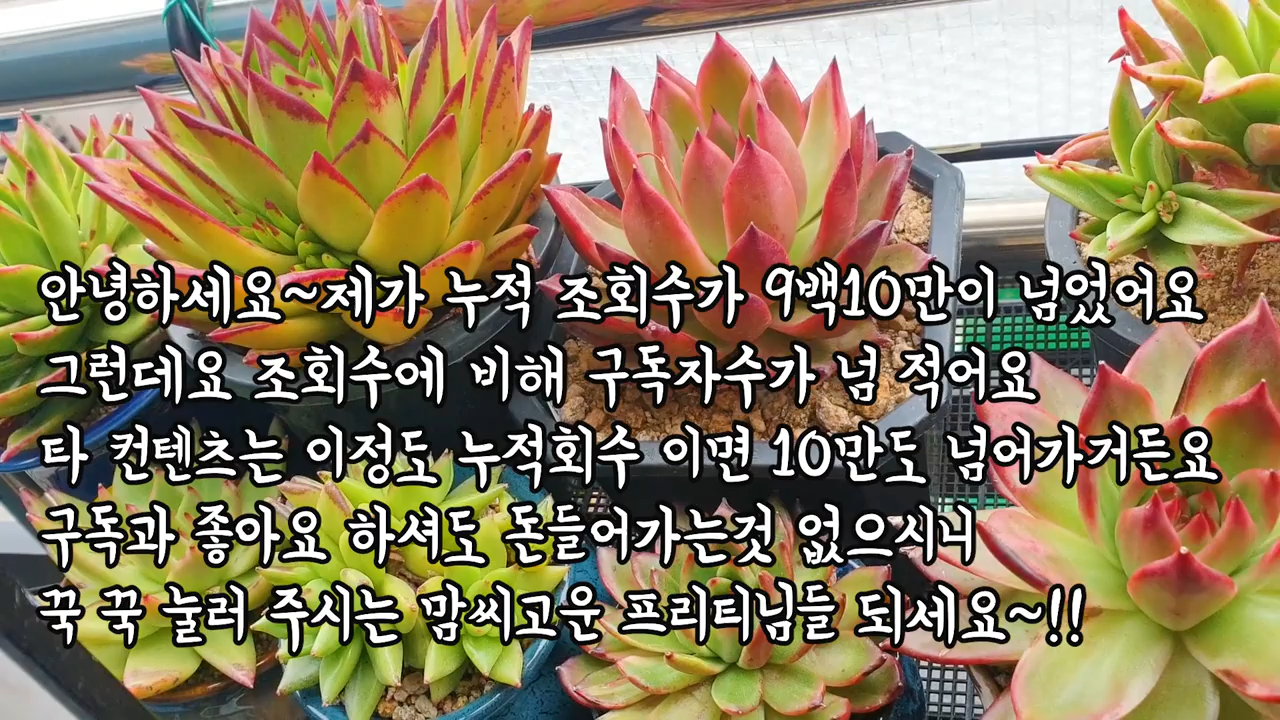 안녕하세요~제가 누적 조회수가 9백10만이 넘었어요
그런데요 조회수에 비해 구독자수가 넘 적어요
타 컨텐츠는 이정도 누적회수 이면 10만도 넘어가거든요
구독과 좋아요 하셔도 돈들어가는것 없으시니
꾹 꾹 눌러 주시는 맘씨고운 프리티님들 되세요~!!